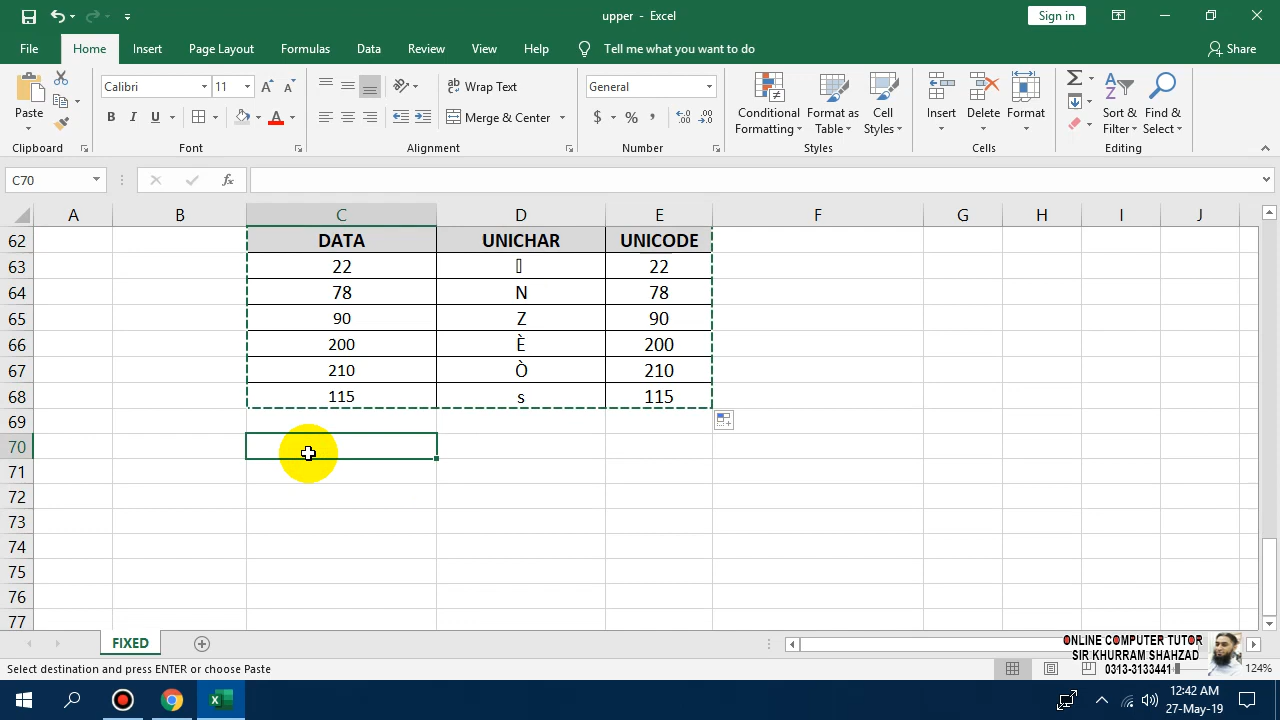 upper - Excel
Sign in
File Home Insert Page Layout Formulas Data Review View Help Tell me what you want to do Share
Calibri 11 Wrap Text General
Paste B I U Merge & Center $ % , Conditional Formatting Format as Table Cell Styles Insert Delete Format Sort & Filter Find & Select
Clipboard Font Alignment Number Styles Cells Editing
C70 fx
A B C D E F G H I J
62 DATA UNICHAR UNICODE
63 22 22
64 78 N 78
65 90 Z 90
66 200 È 200
67 210 Ò 210
68 115 s 115
69
70
71
72
73
74
75
76
77
FIXED
ONLINE COMPUTER TUTOR
SIR KHURRAM SHAHZAD
0313-3133441
Select destination and press ENTER or choose Paste 124%
12:42 AM
27-May-19